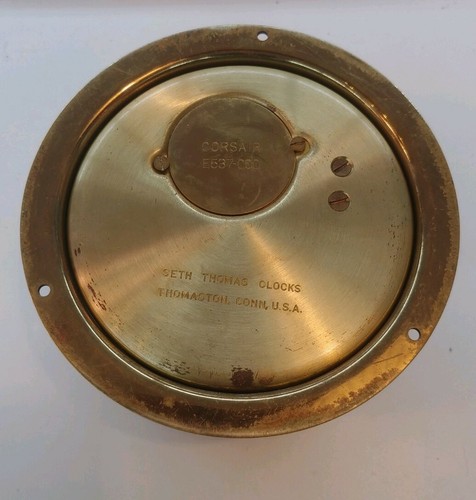 CORSAIR
E537-000
SETH THOMAS CLOCKS
THOMASTON, CONN, U.S.A.